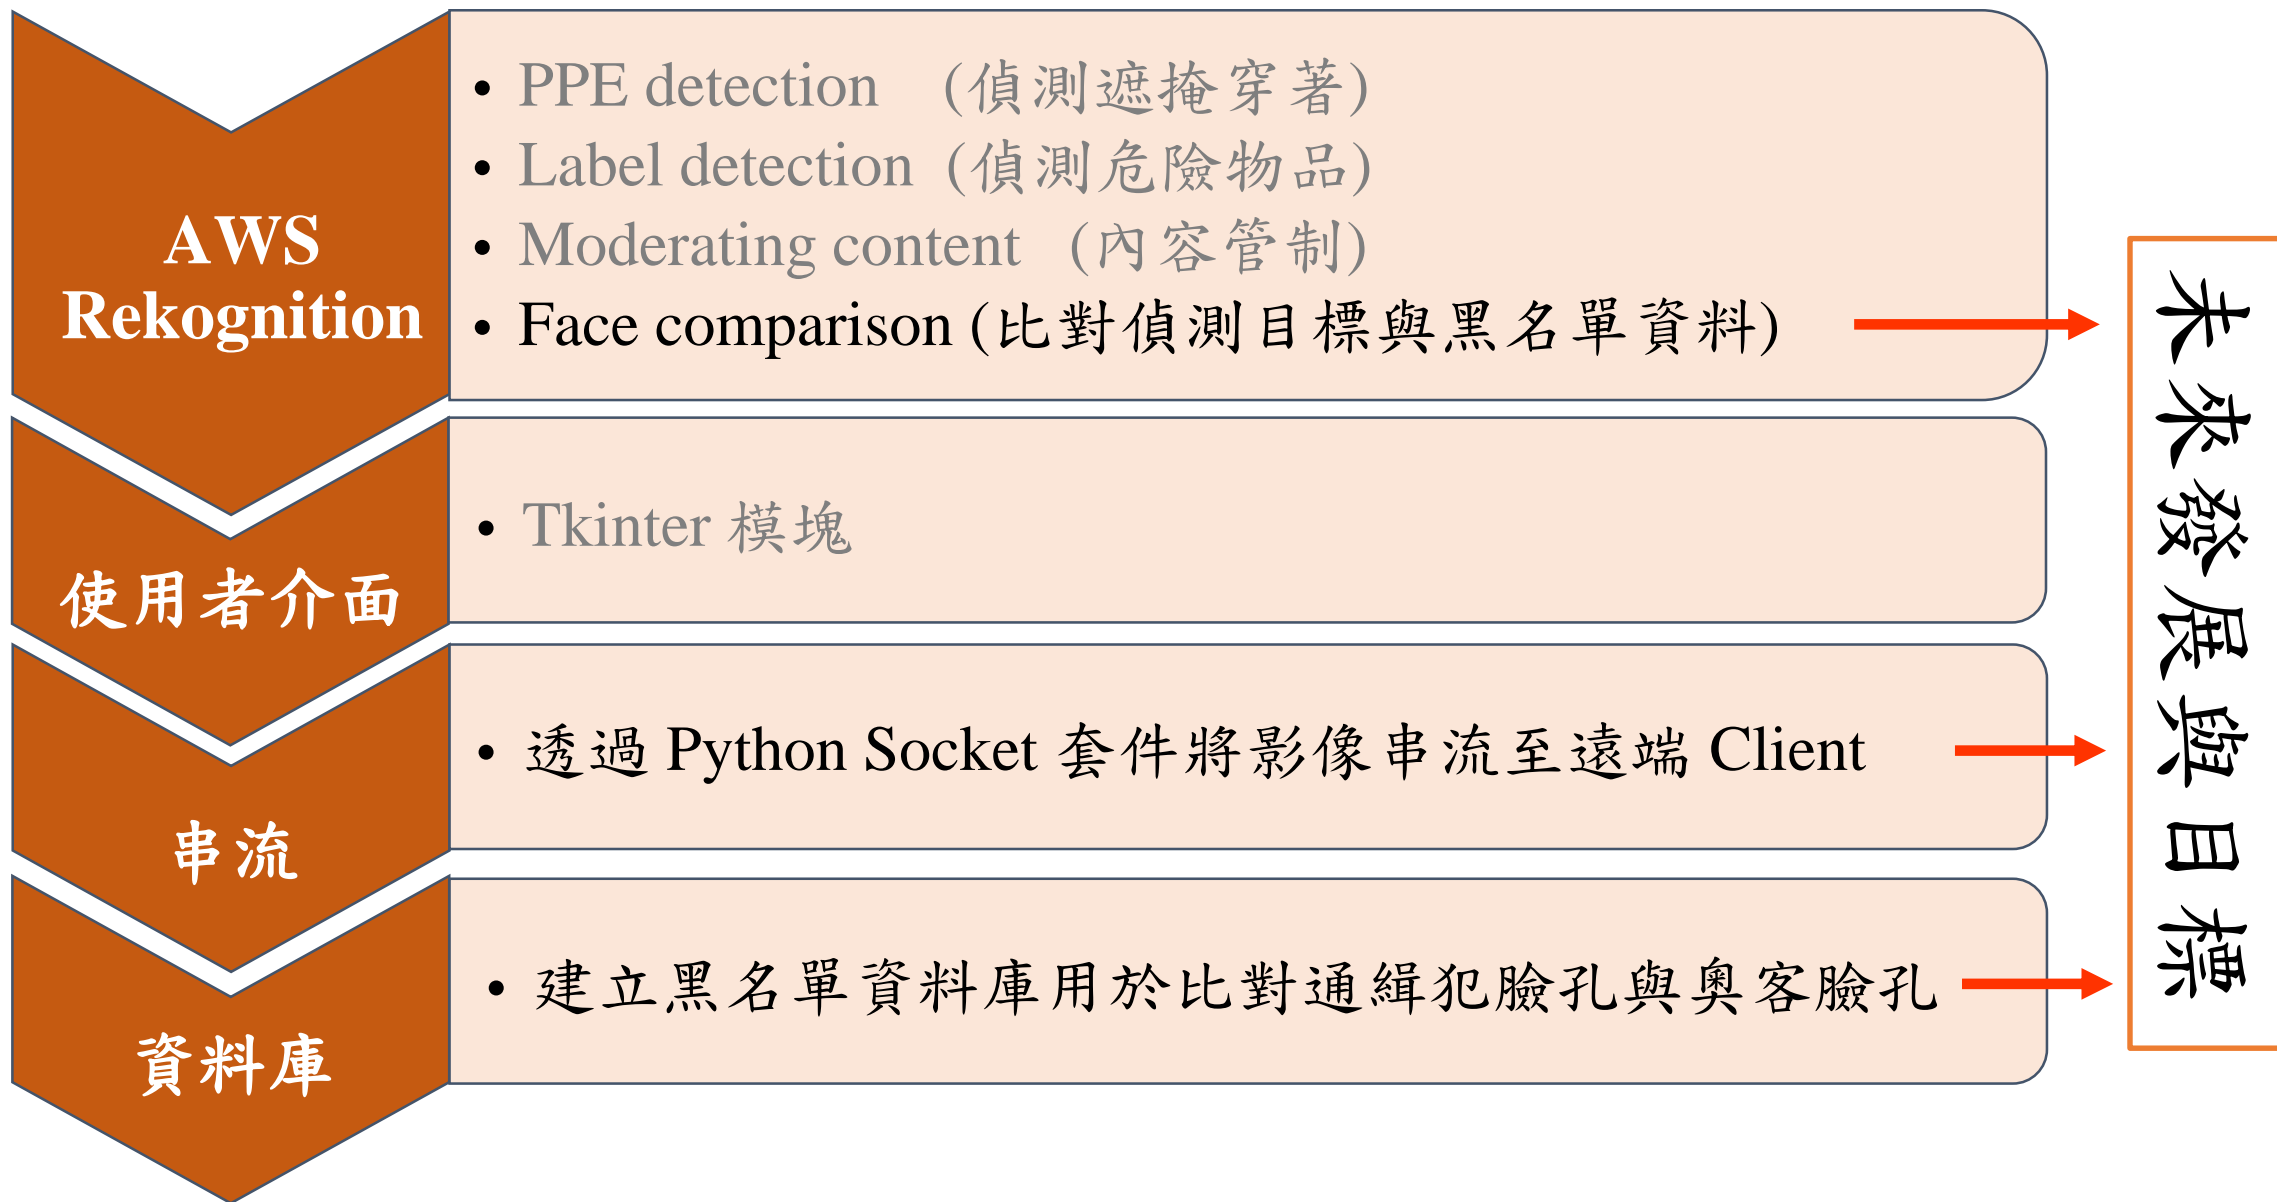 AWS
Rekognition
• PPE detection (偵測遮掩穿著)
• Label detection (偵測危險物品)
• Moderating content (內容管制)
• Face comparison (比對偵測目標與黑名單資料)
使用者介面
• Tkinter 模塊
串流
• 透過 Python Socket 套件將影像串流至遠端 Client
資料庫
• 建立黑名單資料庫用於比對通緝犯臉孔與奧客臉孔
未來發展與目標